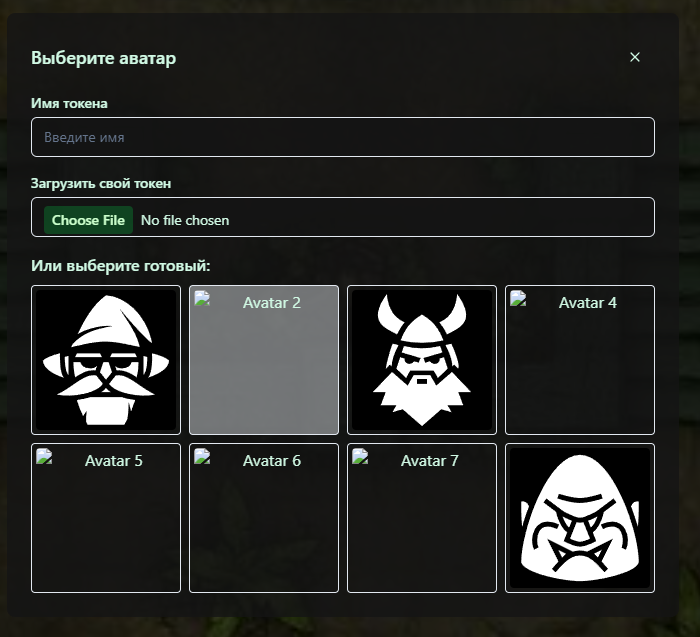 Выберите аватар
Имя токена
Введите имя
Загрузить свой токен
Choose File No file chosen
Или выберите готовый:
Avatar 2
Avatar 4
Avatar 5
Avatar 6
Avatar 7